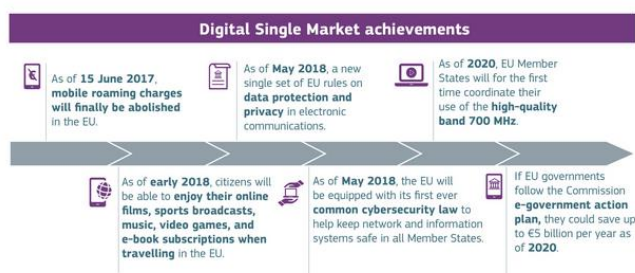 Digital Single Market achievements
As of 15 June 2017,
mobile roaming charges
will finally be abolished
in the EU.
As of May 2018, a new
single set of EU rules on
data protection and
privacy in electronic
communications.
As of 2020, EU Member
States will for the first
time coordinate their
use of the high-quality
band 700 MHz.
As of early 2018, citizens will
be able to enjoy their online
films, sports broadcasts,
music, video games, and
e-book subscriptions when
travelling in the EU.
As of May 2018, the EU will
be equipped with its first ever
common cybersecurity law to
help keep network and information
systems safe in all Member States.
If EU governments
follow the Commission
e-government action
plan, they could save up
to €5 billion per year as
of 2020.